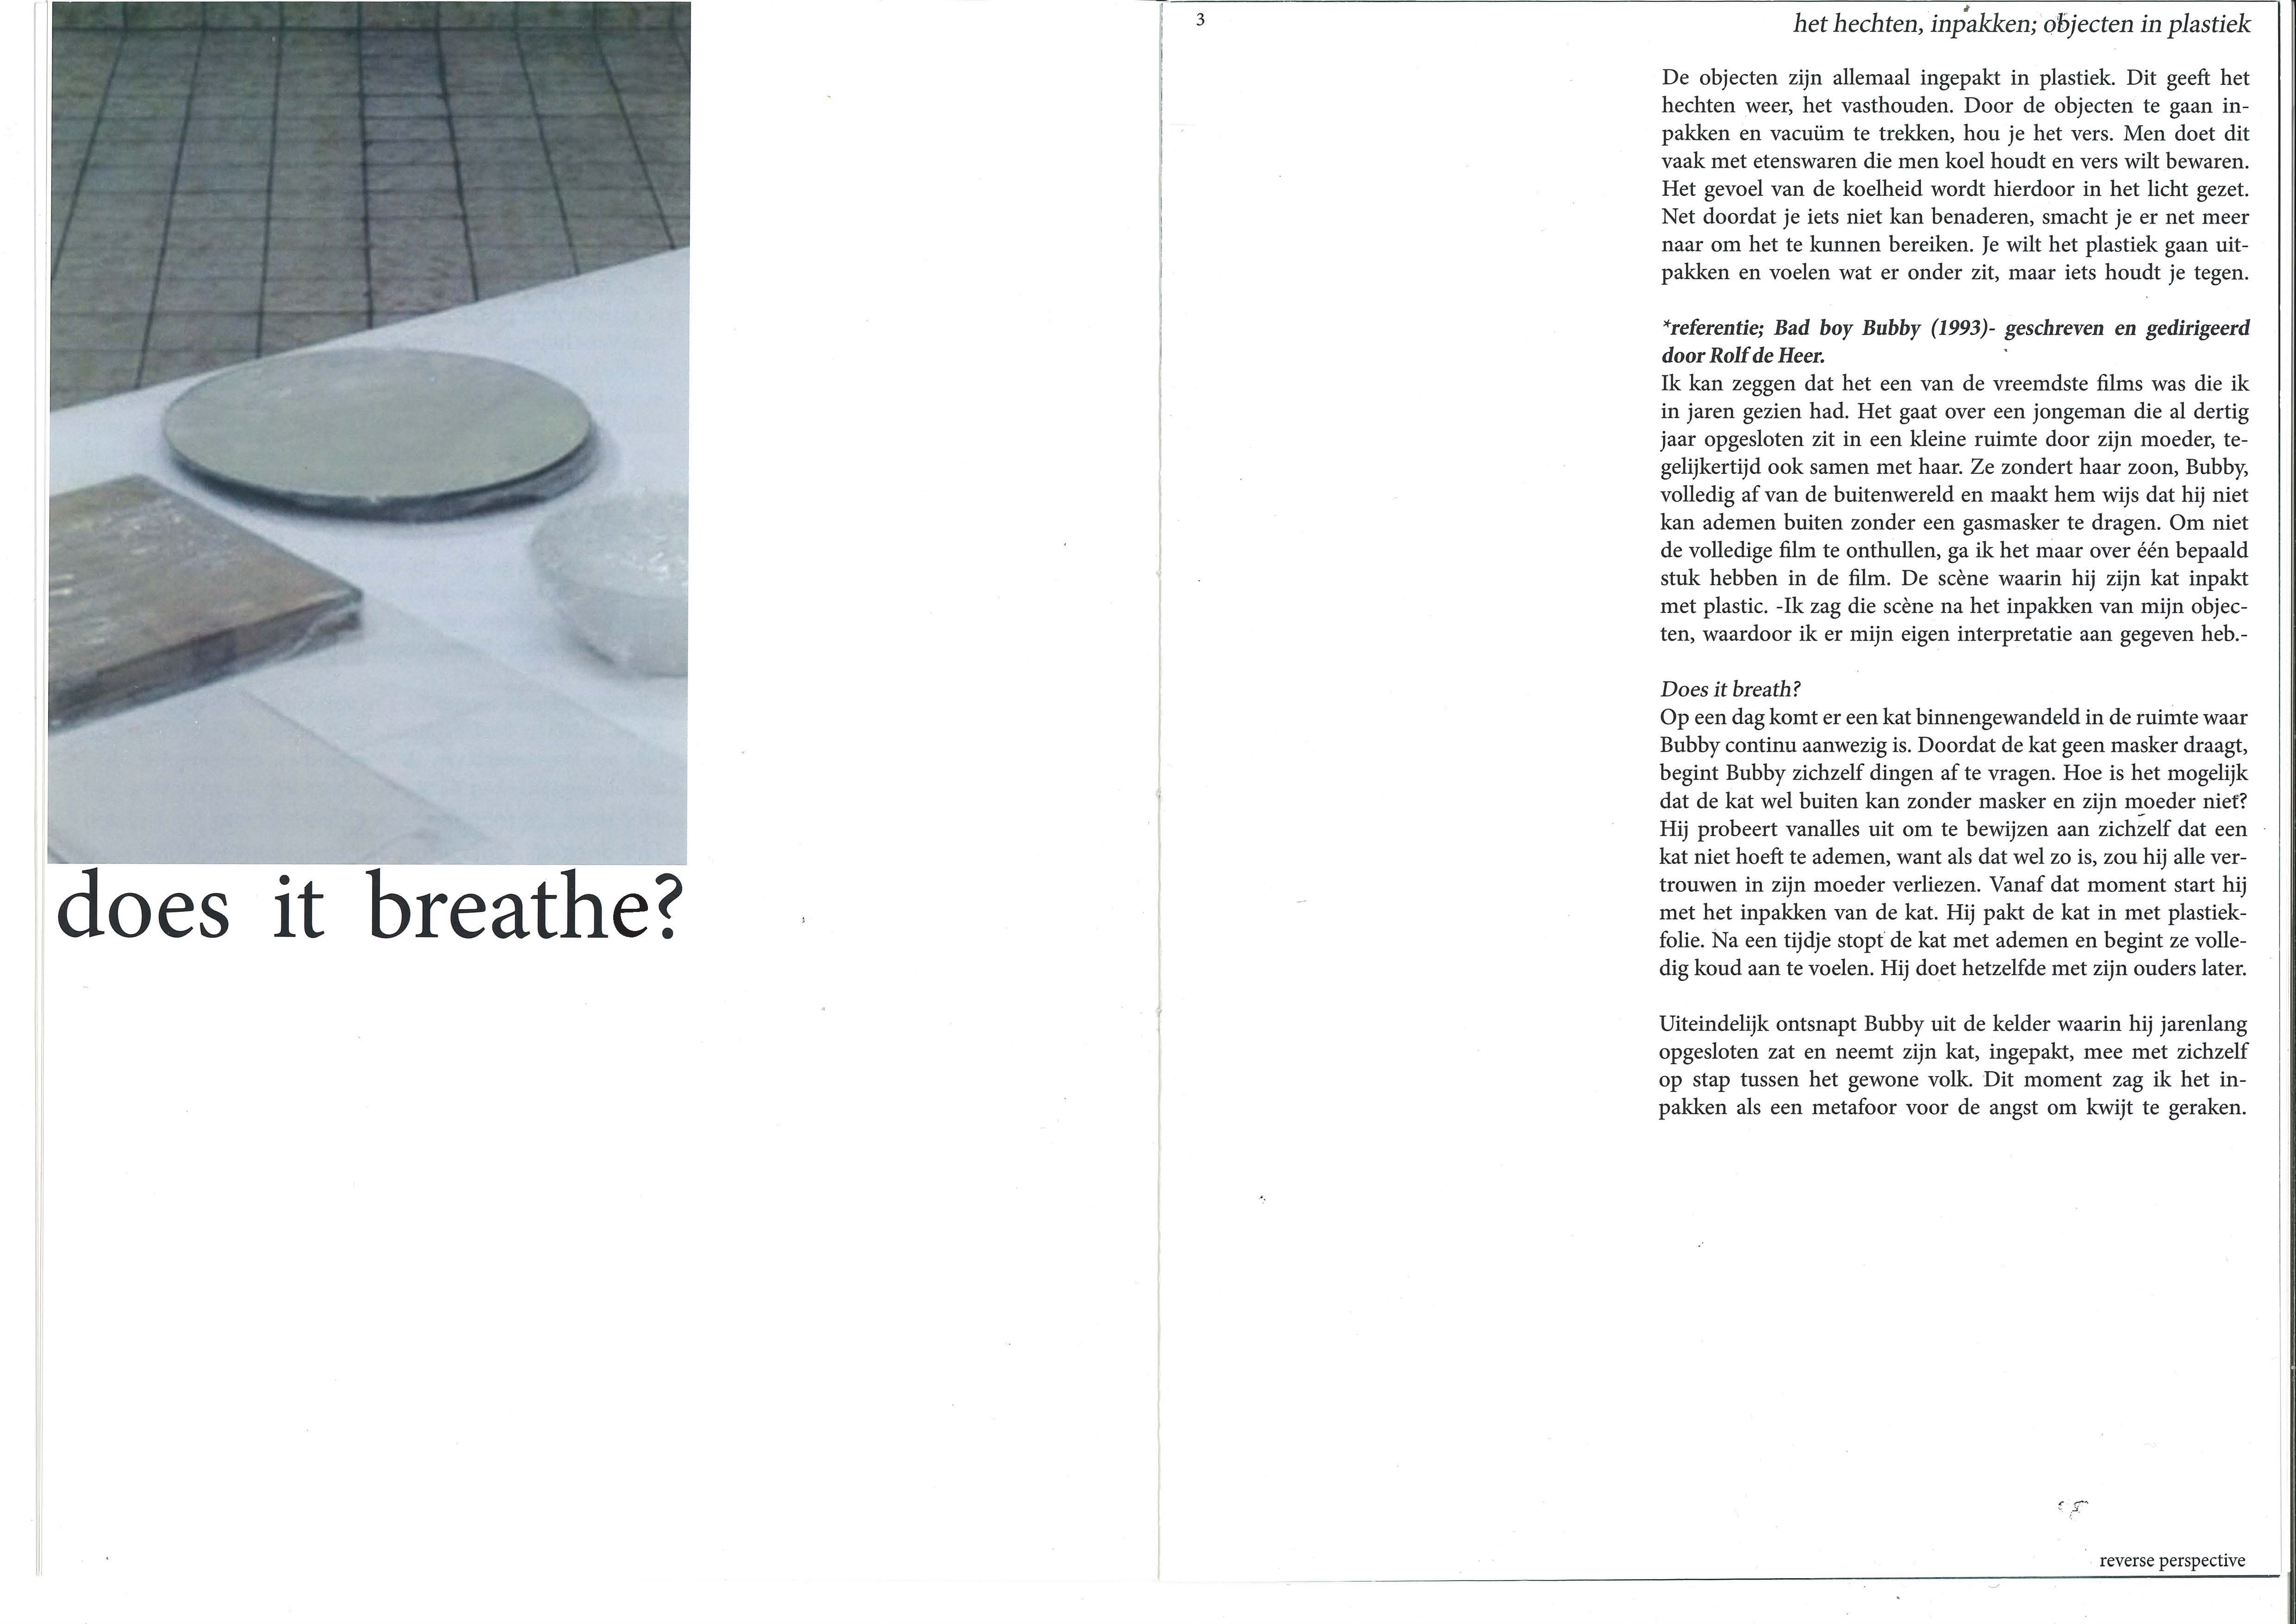 does it breathe?
3
het hechten, inpakken; objecten in plastiek
De objecten zijn allemaal ingepakt in plastiek. Dit geeft het
hechten weer, het vasthouden. Door de objecten te gaan in-
pakken en vacuüm te trekken, hou je het vers. Men doet dit
vaak met etenswaren die men koel houdt en vers wilt bewaren.
Het gevoel van de koelheid wordt hierdoor in het licht gezet.
Net doordat je iets niet kan benaderen, smacht je er net meer
naar om het te kunnen bereiken. Je wilt het plastiek gaan uit-
pakken en voelen wat er onder zit, maar iets houdt je tegen.
*referentie; Bad boy Bubby (1993)- geschreven en gedirigeerd
door Rolf de Heer.
Ik kan zeggen dat het een van de vreemdste films was die ik
in jaren gezien had. Het gaat over een jongeman die al dertig
jaar opgesloten zit in een kleine ruimte door zijn moeder, te-
gelijkertijd ook samen met haar. Ze zondert haar zoon, Bubby,
volledig af van de buitenwereld en maakt hem wijs dat hij niet
kan ademen buiten zonder een gasmasker te dragen. Om niet
de volledige film te onthullen, ga ik het maar over één bepaald
stuk hebben in de film. De scène waarin hij zijn kat inpakt
met plastic. -Ik zag die scène na het inpakken van mijn objec-
ten, waardoor ik er mijn eigen interpretatie aan gegeven heb.-
Does it breath?
Op een dag komt er een kat binnengewandeld in de ruimte waar
Bubby continu aanwezig is. Doordat de kat geen masker draagt,
begint Bubby zichzelf dingen af te vragen. Hoe is het mogelijk
dat de kat wel buiten kan zonder masker en zijn moeder niet?
Hij probeert vanalles uit om te bewijzen aan zichzelf dat een
kat niet hoeft te ademen, want als dat wel zo is, zou hij alle ver-
trouwen in zijn moeder verliezen. Vanaf dat moment start hij
met het inpakken van de kat. Hij pakt de kat in met plastiek-
folie. Na een tijdje stopt de kat met ademen en begint ze volle-
dig koud aan te voelen. Hij doet hetzelfde met zijn ouders later.
Uiteindelijk ontsnapt Bubby uit de kelder waarin hij jarenlang
opgesloten zat en neemt zijn kat, ingepakt, mee met zichzelf
op stap tussen het gewone volk. Dit moment zag ik het in-
pakken als een metafoor voor de angst om kwijt te geraken.
reverse perspective